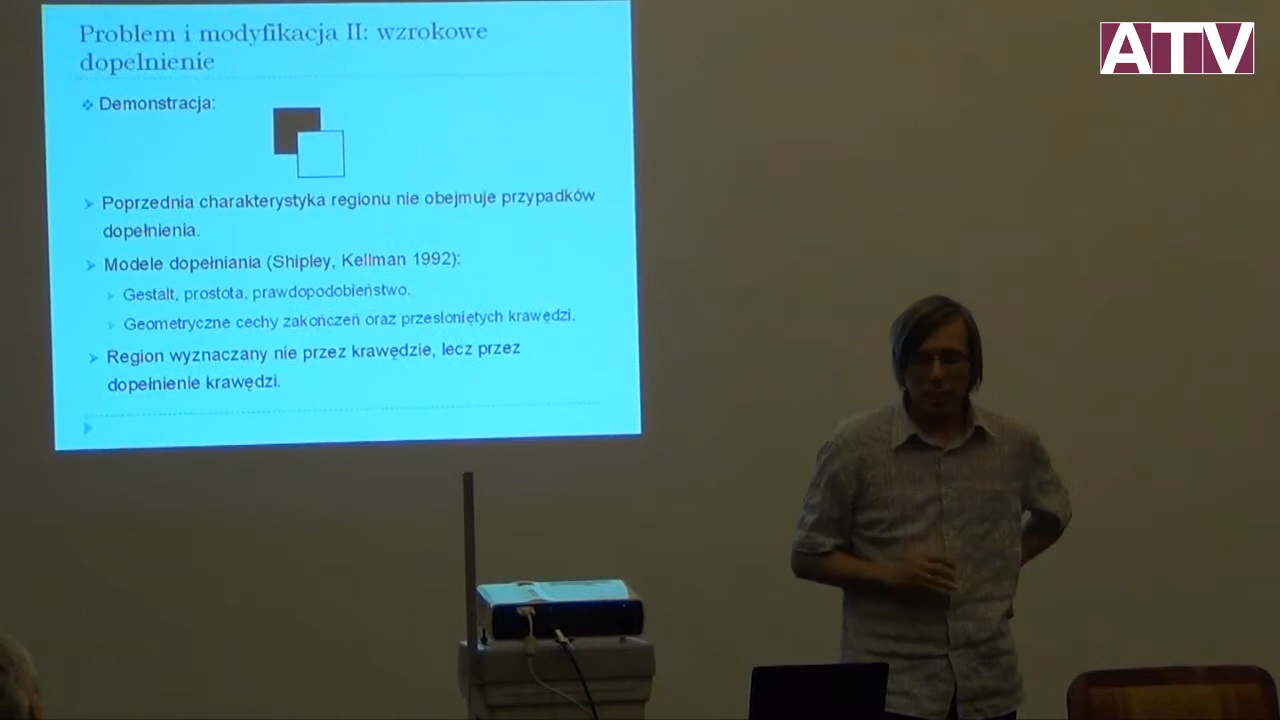 Problem i modyfikacja II: wzrokowe
dopełnienie
Demonstracja:
Poprzednia charakterystyka regionu nie obejmuje przypadków
dopełnienia.
Modele dopełniania (Shipley, Kellman 1992):
Gestalt, prostota, prawdopodobieństwo.
Geometryczne cechy zakończeń oraz przesłoniętych krawędzi.
Region wyznaczany nie przez krawędzie, lecz przez
dopełnienie krawędzi.
ATV